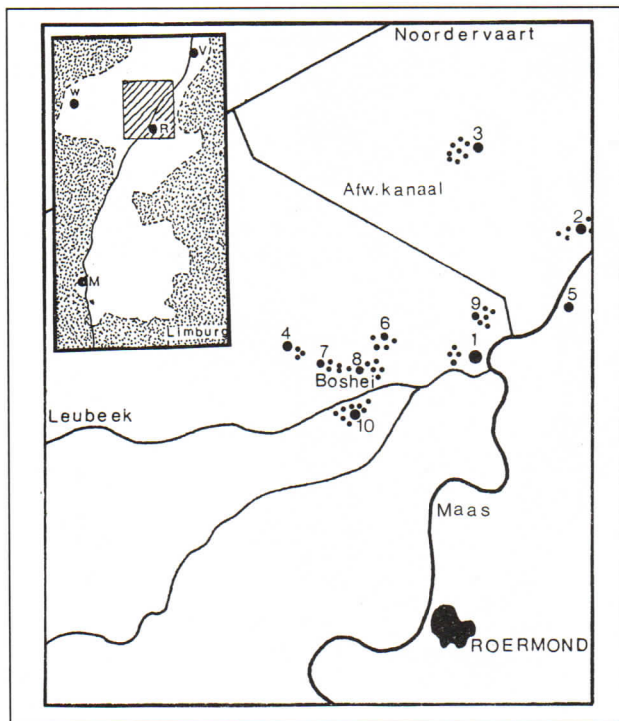 Noordervaart
V
W
R
3
Afw.kanaal
2
M
9
5
Limburg
4
6
1
7
8
Boshei
Leubeek
10
Maas
ROERMOND